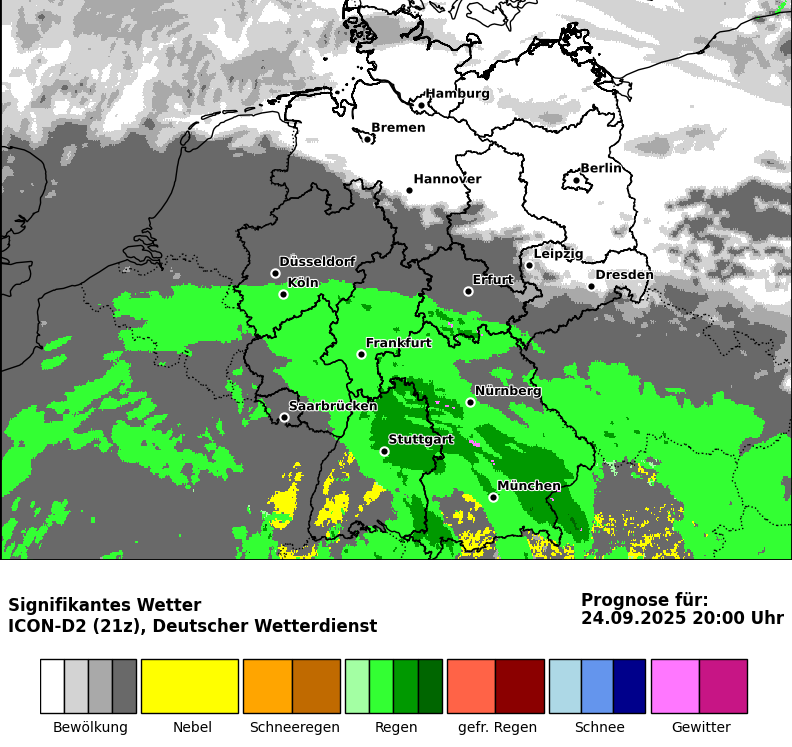 Hamburg
Bremen
Berlin
Hannover
Leipzig
Düsseldorf
Dresden
Köln
Erfurt
Frankfurt
Nürnberg
Saarbrücken
Stuttgart
München
Signifikantes Wetter
ICON-D2 (21z), Deutscher Wetterdienst
Prognose für:
24.09.2025 20:00 Uhr
Bewölkung Nebel Schneeregen Regen gefr. Regen Schnee Gewitter